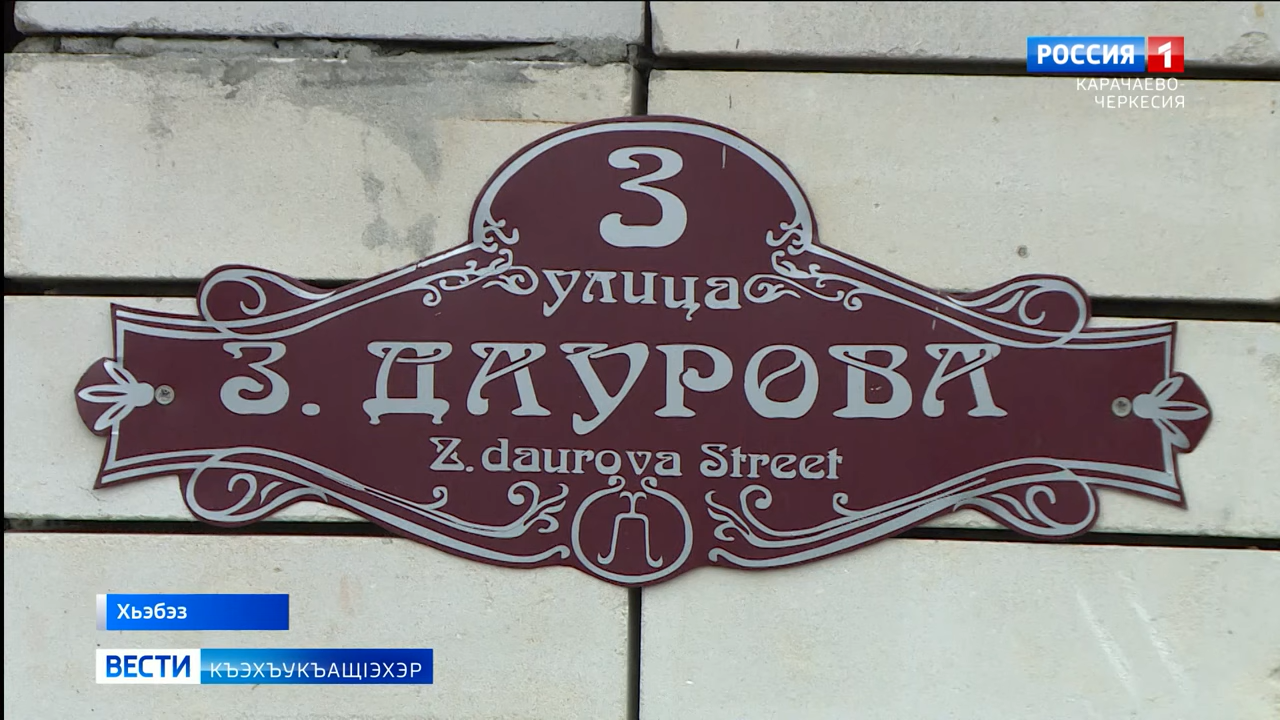 РОССИЯ 1
КАРАЧАЕВО-
ЧЕРКЕСИЯ
3
улица
З. ДАУРОВА
Z. daurova Street
Хьэбэз
ВЕСТИ КЪЭХЪУКЪАЩІЭХЭР